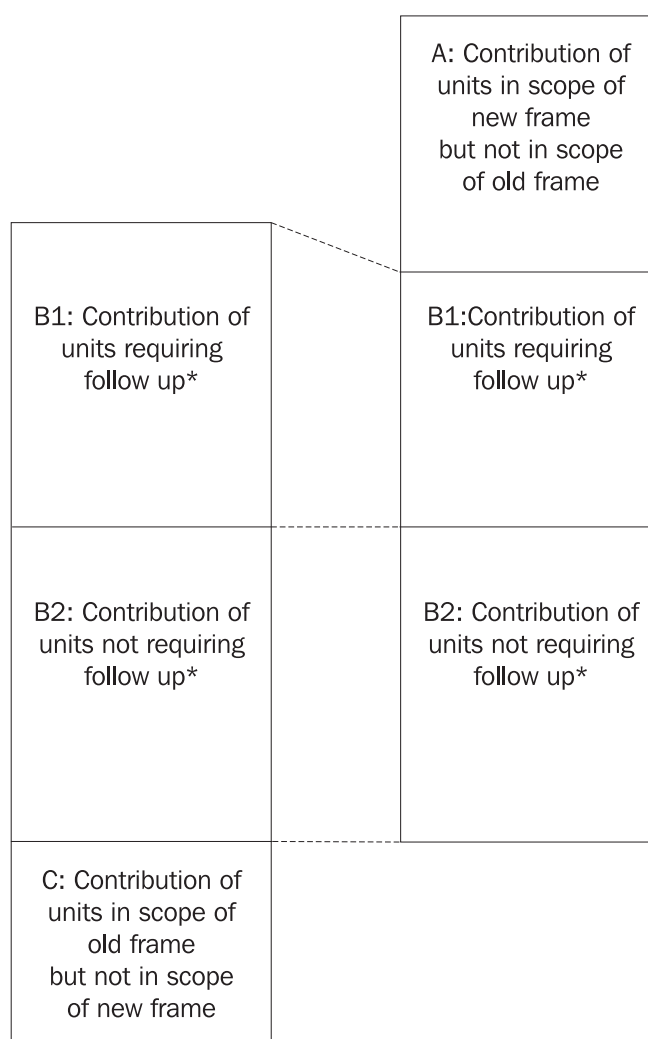 A: Contribution of
units in scope of
new frame
but not in scope
of old frame
B1: Contribution of
units requiring
follow up*
B1:Contribution of
units requiring
follow up*
B2: Contribution of
units not requiring
follow up*
B2: Contribution of
units not requiring
follow up*
C: Contribution of
units in scope of
old frame
but not in scope
of new frame